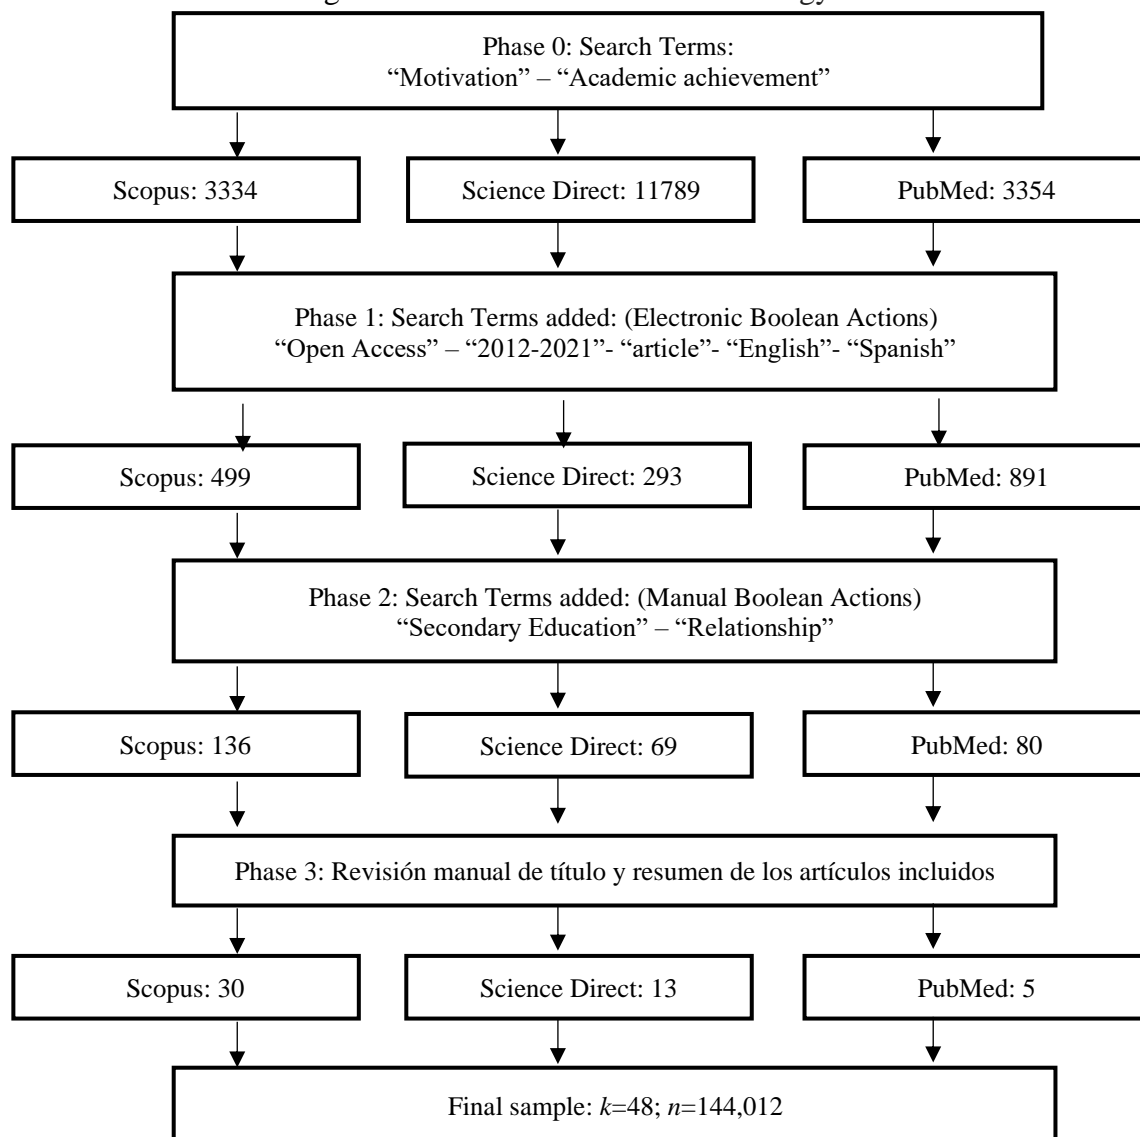 Phase 0: Search Terms:
“Motivation” – “Academic achievement”
Scopus: 3334
Science Direct: 11789
PubMed: 3354
Phase 1: Search Terms added: (Electronic Boolean Actions)
“Open Access” – “2012-2021”- “article”- “English”- “Spanish”
Scopus: 499
Science Direct: 293
PubMed: 891
Phase 2: Search Terms added: (Manual Boolean Actions)
“Secondary Education” – “Relationship”
Scopus: 136
Science Direct: 69
PubMed: 80
Phase 3: Revisión manual de título y resumen de los artículos incluidos
Scopus: 30
Science Direct: 13
PubMed: 5
Final sample: k=48; n=144,012